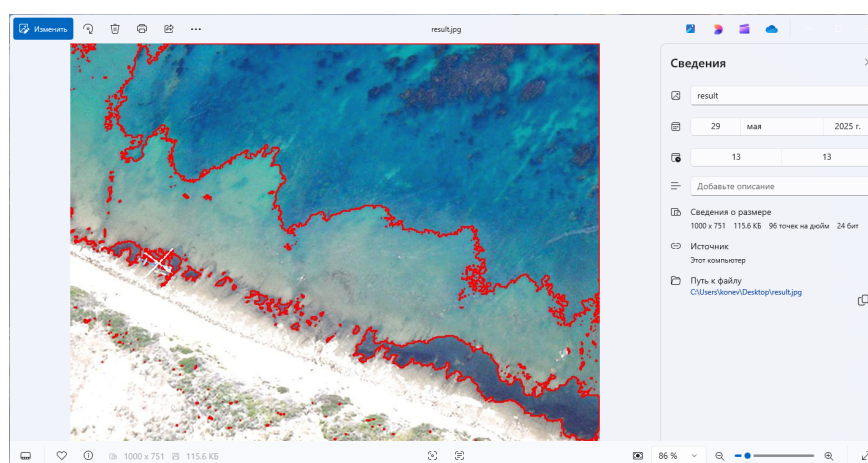 Изменить
result.jpg
Сведения
result
29 мая 2025 г.
13 13
Добавьте описание
Сведения о размере
1000 x 751 115.6 КБ 96 точек на дюйм 24 бит
Источник
Этот компьютер
Путь к файлу
C:\Users\konev\Desktop\result.jpg
1000 x 751 115.6 КБ 86 %